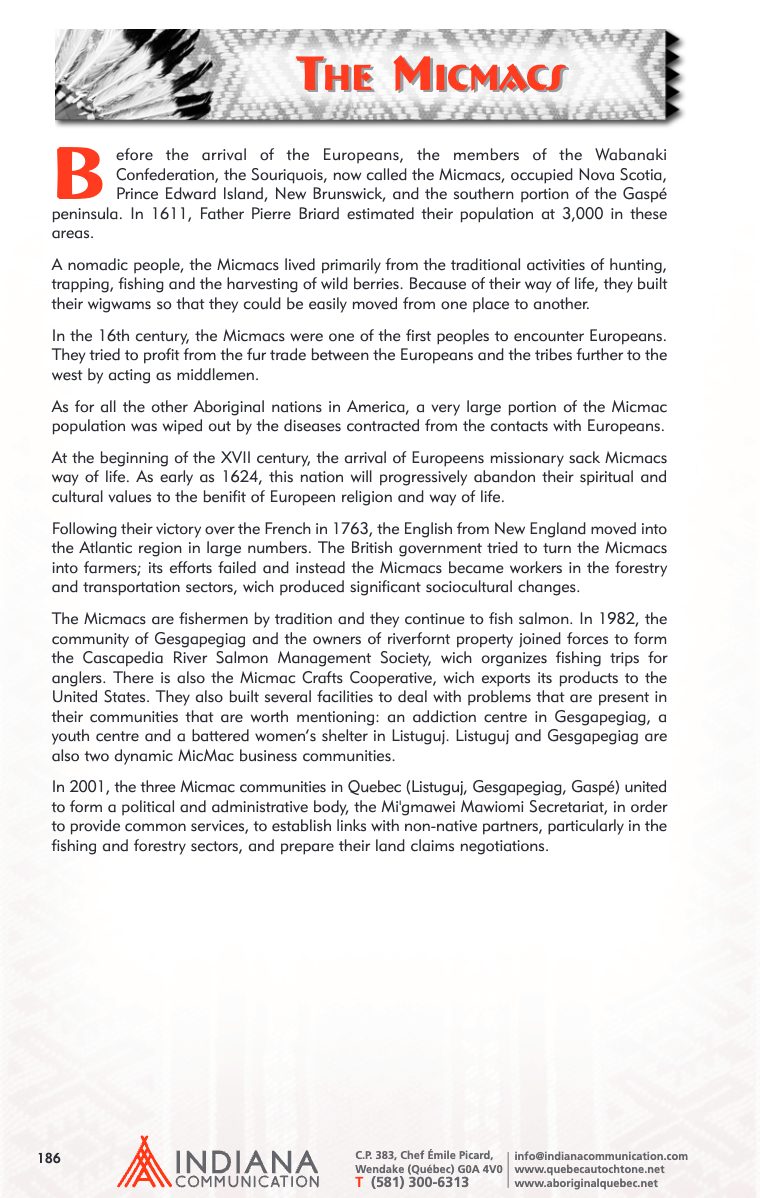 The Micmacs
Before the arrival of the Europeans, the members of the Wabanaki
Confederation, the Souriquois, now called the Micmacs, occupied Nova Scotia,
Prince Edward Island, New Brunswick, and the southern portion of the Gaspé
peninsula. In 1611, Father Pierre Briard estimated their population at 3,000 in these
areas.
A nomadic people, the Micmacs lived primarily from the traditional activities of hunting,
trapping, fishing and the harvesting of wild berries. Because of their way of life, they built
their wigwams so that they could be easily moved from one place to another.
In the 16th century, the Micmacs were one of the first peoples to encounter Europeans.
They tried to profit from the fur trade between the Europeans and the tribes further to the
west by acting as middlemen.
As for all the other Aboriginal nations in America, a very large portion of the Micmac
population was wiped out by the diseases contracted from the contacts with Europeans.
At the beginning of the XVII century, the arrival of Europeens missionary sack Micmacs
way of life. As early as 1624, this nation will progressively abandon their spiritual and
cultural values to the benifit of Europeen religion and way of life.
Following their victory over the French in 1763, the English from New England moved into
the Atlantic region in large numbers. The British government tried to turn the Micmacs
into farmers; its efforts failed and instead the Micmacs became workers in the forestry
and transportation sectors, wich produced significant sociocultural changes.
The Micmacs are fishermen by tradition and they continue to fish salmon. In 1982, the
community of Gesgapegiag and the owners of riverfornt property joined forces to form
the Cascapedia River Salmon Management Society, wich organizes fishing trips for
anglers. There is also the Micmac Crafts Cooperative, wich exports its products to the
United States. They also built several facilities to deal with problems that are present in
their communities that are worth mentioning: an addiction centre in Gesgapegiag, a
youth centre and a battered women's shelter in Listuguj. Listuguj and Gesgapegiag are
also two dynamic MicMac business communities.
In 2001, the three Micmac communities in Quebec (Listuguj, Gesgapegiag, Gaspé) united
to form a political and administrative body, the Mi'gmawei Mawiomi Secretariat, in order
to provide common services, to establish links with non-native partners, particularly in the
fishing and forestry sectors, and prepare their land claims negotiations.
186
INDIANA
COMMUNICATION
C.P. 383, Chef Émile Picard,
Wendake (Québec) G0A 4V0
T (581) 300-6313
info@indianacommunication.com
www.quebecautochtone.net
www.aboriginalquebec.net